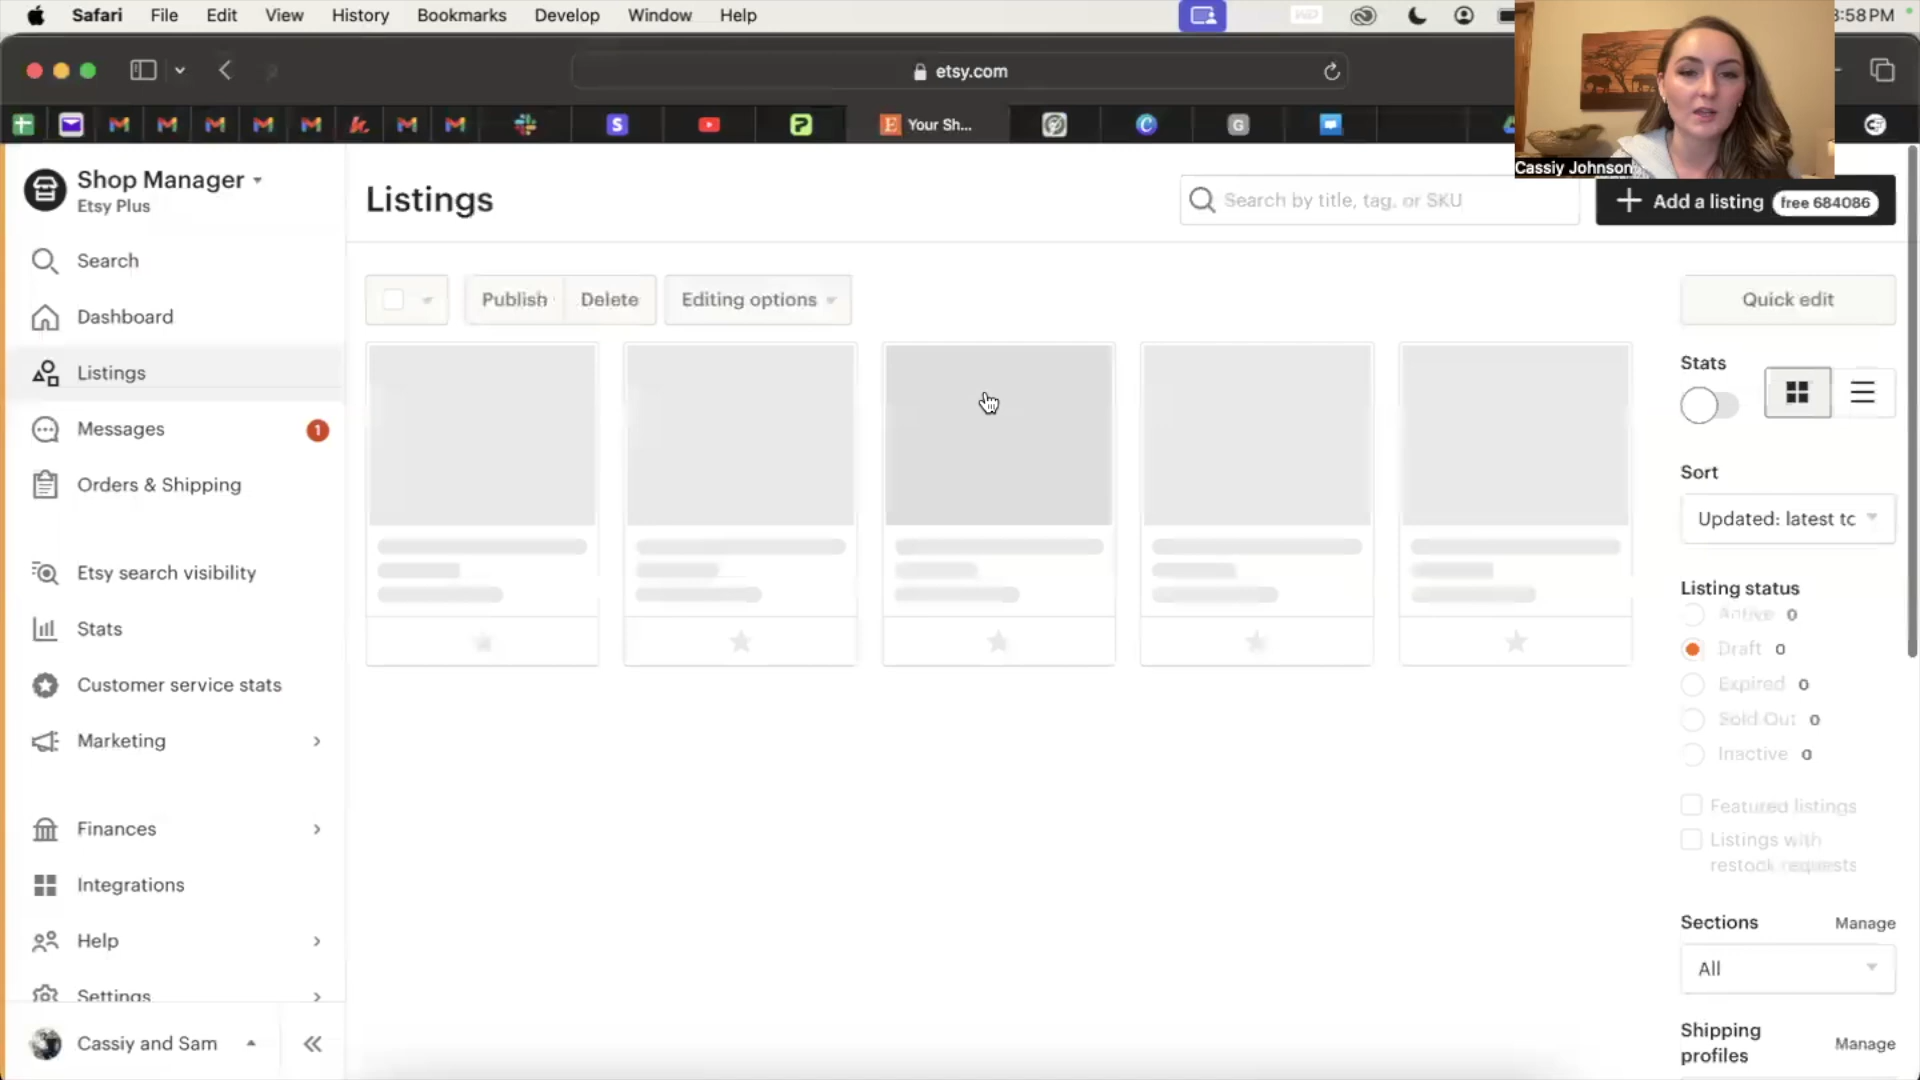 Safari File Edit View History Bookmarks Develop Window Help
3:58PM
etsy.com
S
Your Sh...
C
G
Cassiy Johnson
Shop Manager
Etsy Plus
Search
Dashboard
Listings
Messages
1
Orders & Shipping
Etsy search visibility
Stats
Customer service stats
Marketing
Finances
Integrations
Help
Settings
Cassiy and Sam
Listings
Search by title, tag, or SKU
Add a listing free 684086
Publish Delete Editing options
Quick edit
Stats
Sort
Updated: latest to
Listing status
Active 0
Draft 0
Expired 0
Sold Out 0
Inactive 0
Featured listings
Listings with
restock requests
Sections Manage
All
Shipping
profiles Manage